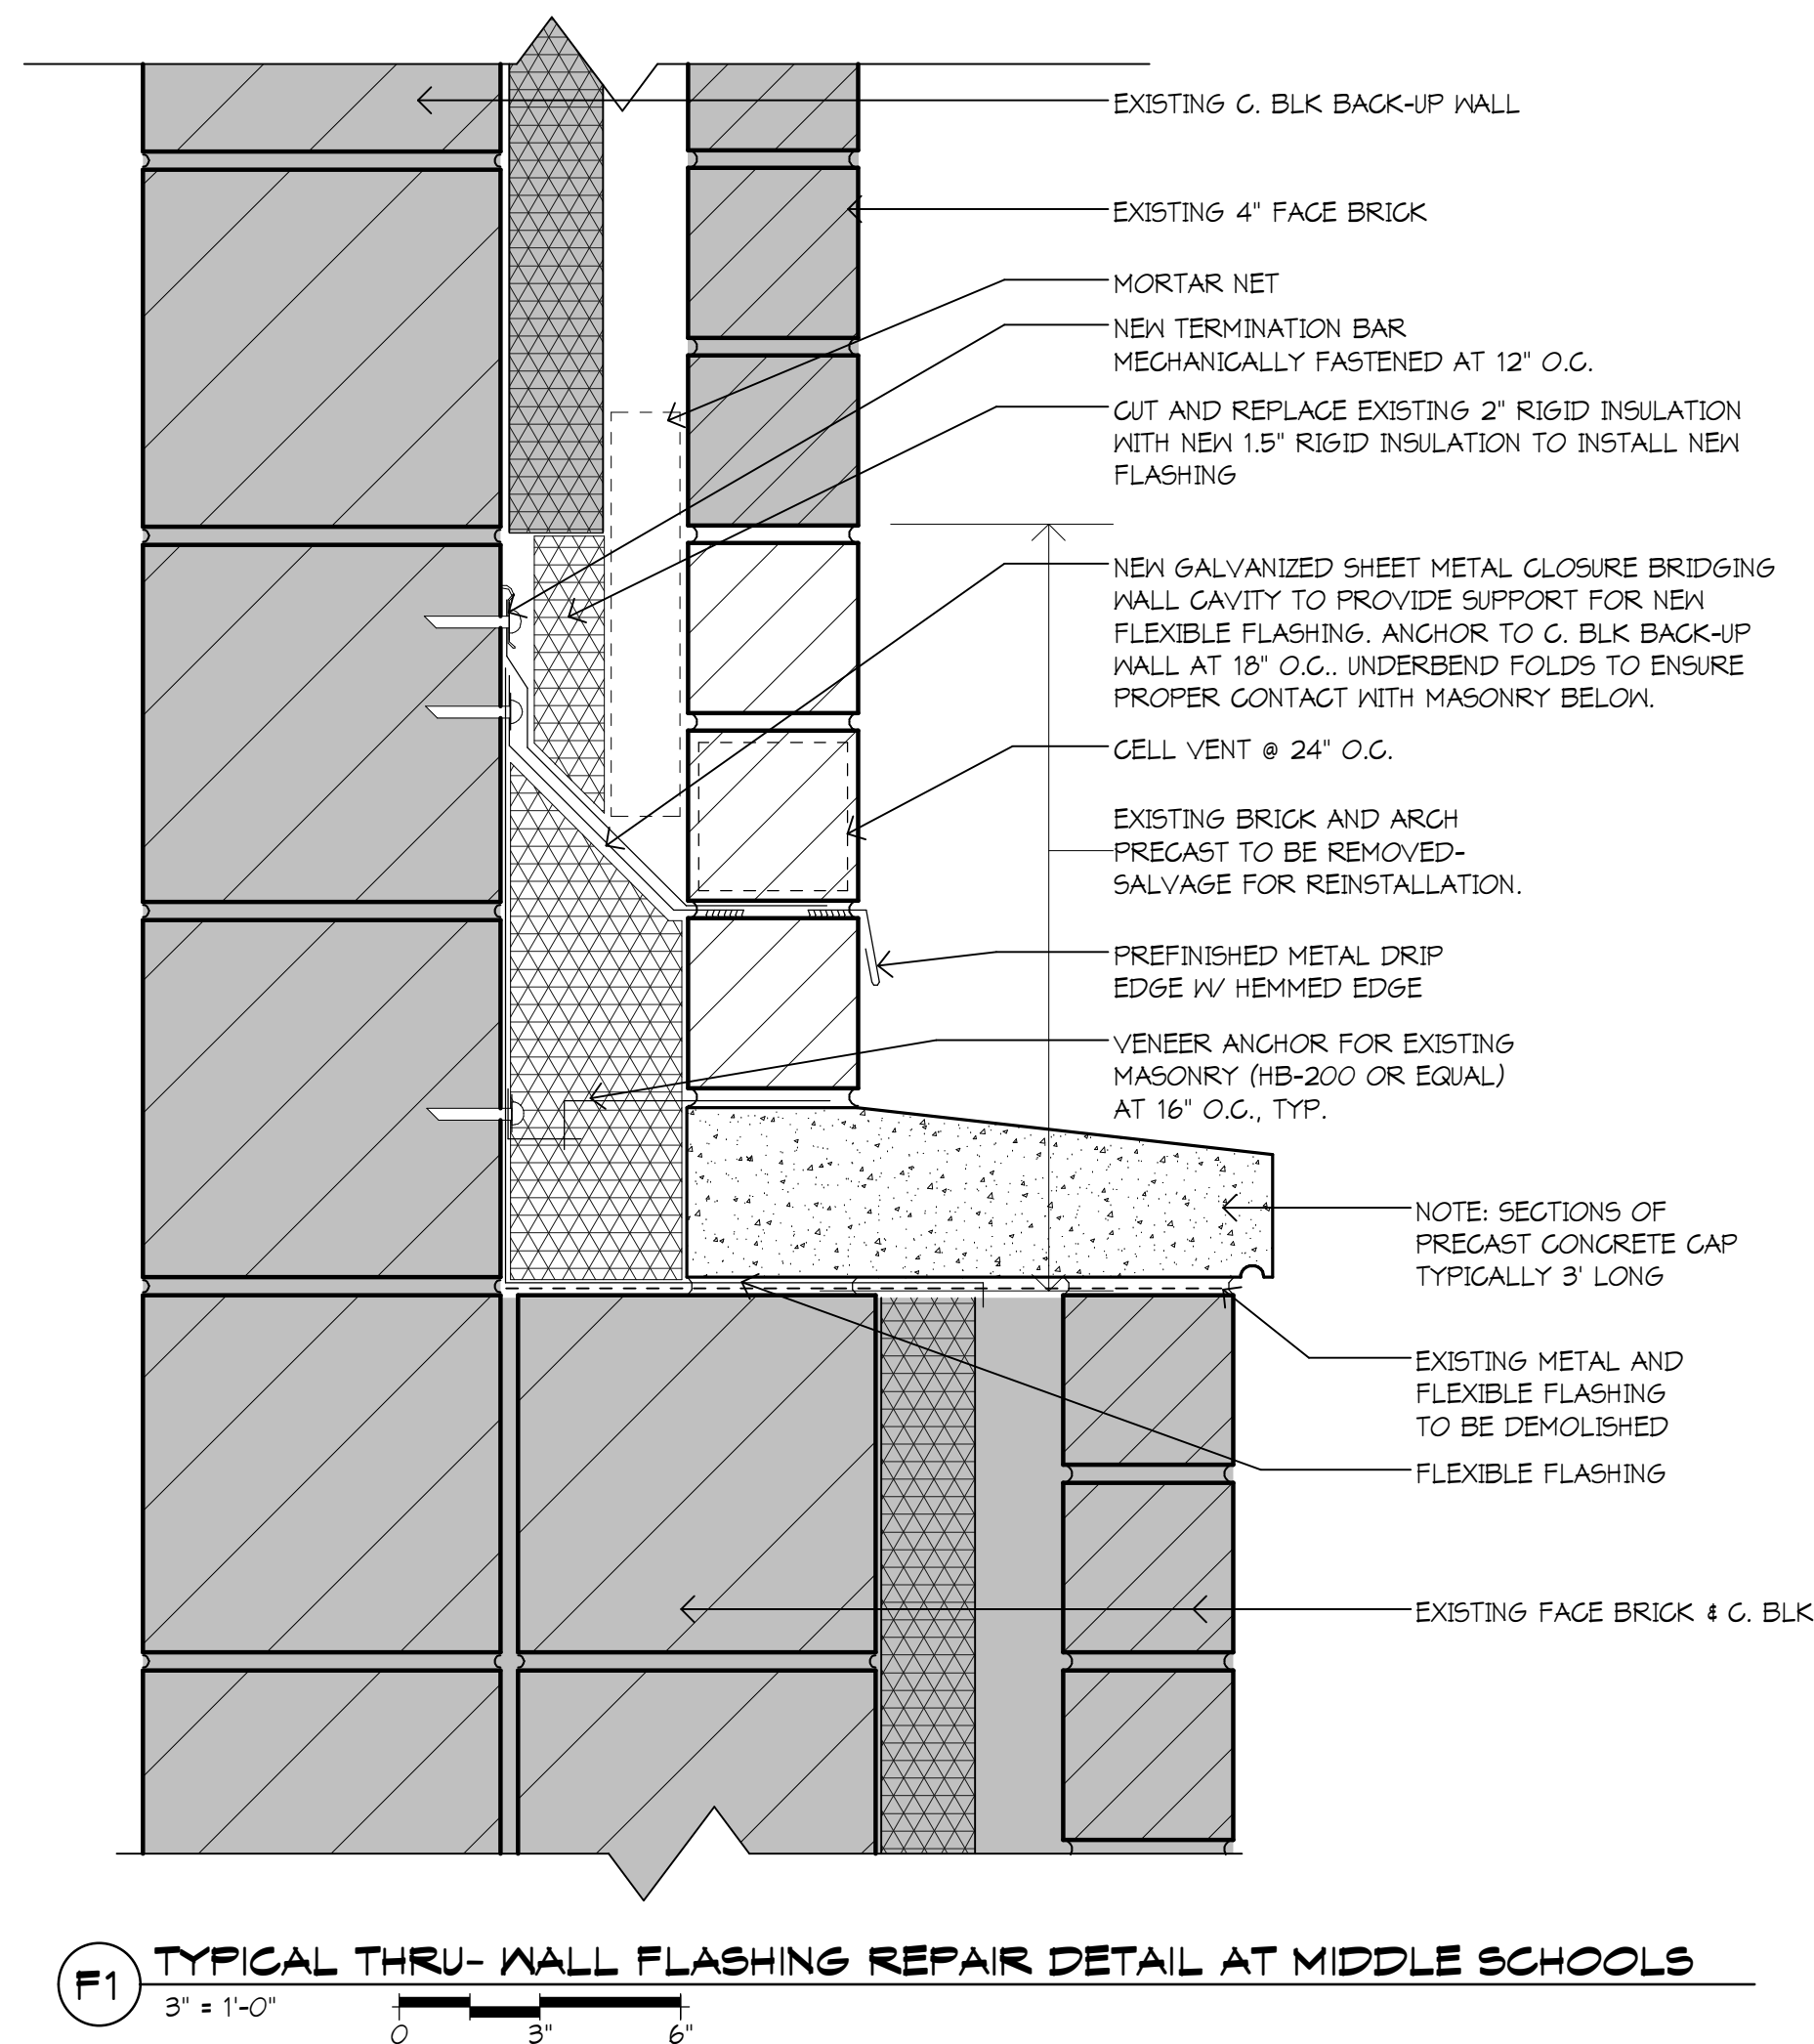 EXISTING C. BLK BACK-UP WALL
EXISTING 4" FACE BRICK
MORTAR NET
NEW TERMINATION BAR
MECHANICALLY FASTENED AT 12" O.C.
CUT AND REPLACE EXISTING 2" RIGID INSULATION
WITH NEW 1.5" RIGID INSULATION TO INSTALL NEW
FLASHING
NEW GALVANIZED SHEET METAL CLOSURE BRIDGING
WALL CAVITY TO PROVIDE SUPPORT FOR NEW
FLEXIBLE FLASHING. ANCHOR TO C. BLK BACK-UP
WALL AT 18" O.C.. UNDERBEND FOLDS TO ENSURE
PROPER CONTACT WITH MASONRY BELOW.
CELL VENT @ 24" O.C.
EXISTING BRICK AND ARCH
PRECAST TO BE REMOVED-
SALVAGE FOR REINSTALLATION.
PREFINISHED METAL DRIP
EDGE W/ HEMMED EDGE
VENEER ANCHOR FOR EXISTING
MASONRY (HB-200 OR EQUAL)
AT 16" O.C., TYP.
NOTE: SECTIONS OF
PRECAST CONCRETE CAP
TYPICALLY 3' LONG
EXISTING METAL AND
FLEXIBLE FLASHING
TO BE DEMOLISHED
FLEXIBLE FLASHING
EXISTING FACE BRICK & C. BLK
F1
TYPICAL THRU- WALL FLASHING REPAIR DETAIL AT MIDDLE SCHOOLS
3" = 1'-0"
0 3" 6"